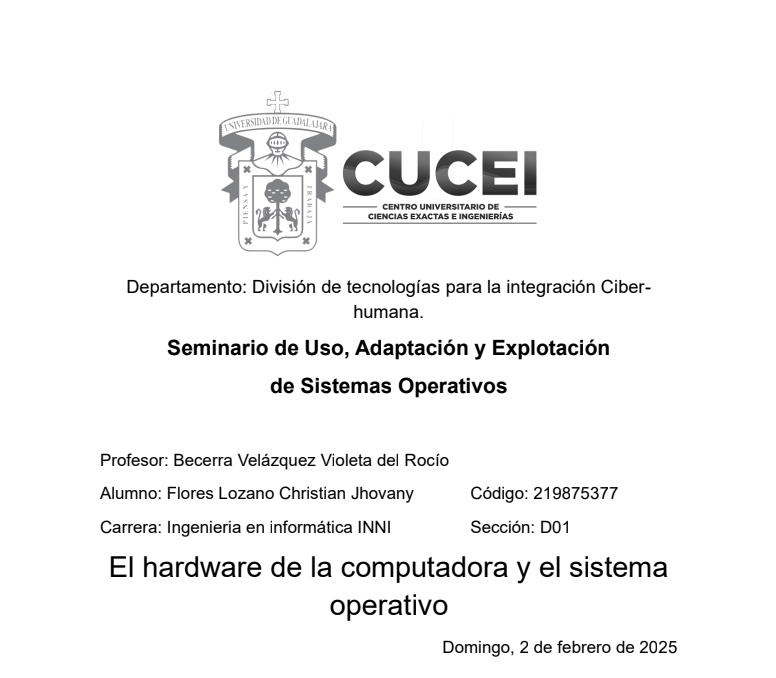 UNIVERSIDAD DE GUADALAJARA
PIENSA Y
TRABAJA
CUCEI
CENTRO UNIVERSITARIO DE
CIENCIAS EXACTAS E INGENIERÍAS
Departamento: División de tecnologías para la integración Ciber-
humana.
Seminario de Uso, Adaptación y Explotación
de Sistemas Operativos
Profesor: Becerra Velázquez Violeta del Rocío
Alumno: Flores Lozano Christian Jhovany Código: 219875377
Carrera: Ingenieria en informática INNI Sección: D01
El hardware de la computadora y el sistema
operativo
Domingo, 2 de febrero de 2025